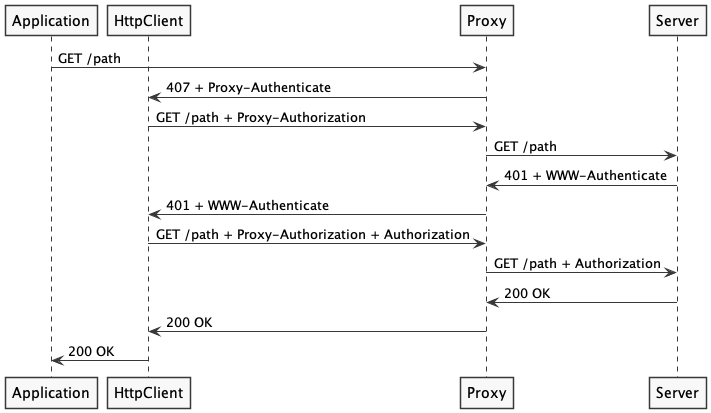 Application HttpClient Proxy Server
GET /path
407 + Proxy-Authenticate
GET /path + Proxy-Authorization
GET /path
401 + WWW-Authenticate
401 + WWW-Authenticate
GET /path + Proxy-Authorization + Authorization
GET /path + Authorization
200 OK
200 OK
200 OK
Application HttpClient Proxy Server